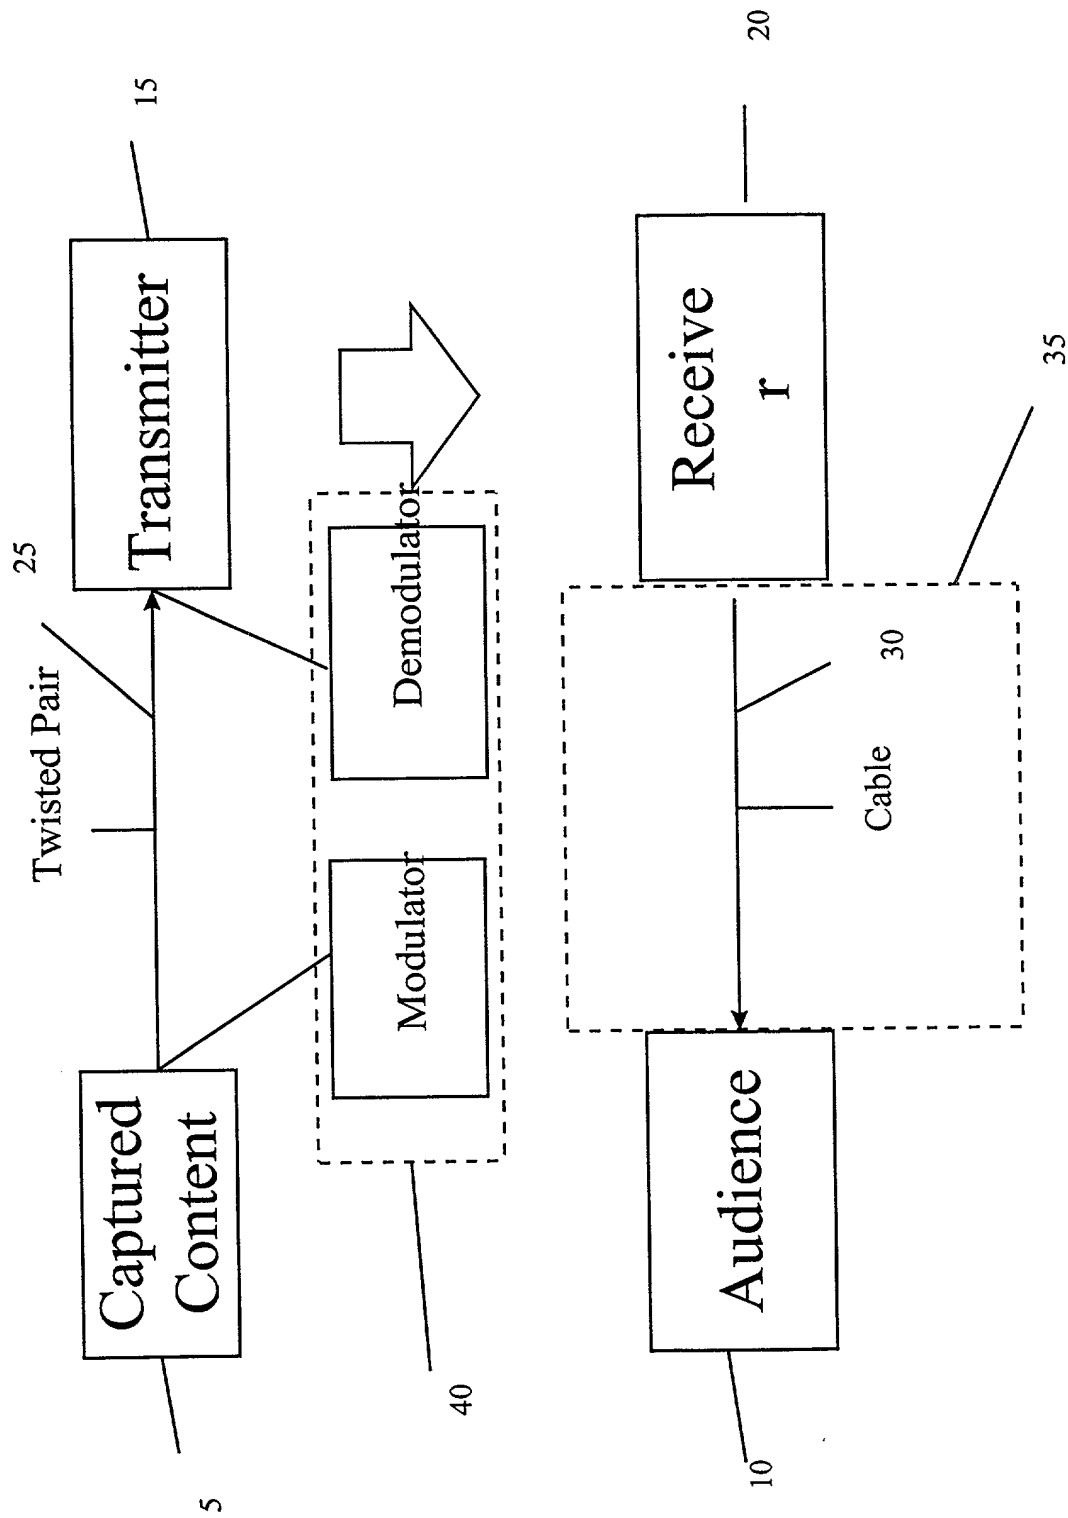 Twisted Pair
25
15
Captured
Content
Transmitter
5
Modulator
Demodulator
40
20
Audience
Receive
r
10
30
Cable
35